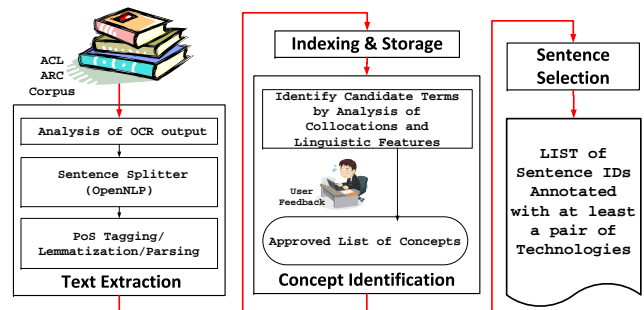 ACL
ARC
Corpus
Analysis of OCR output
Sentence Splitter
(OpenNLP)
PoS Tagging/
Lemmatization/Parsing
Text Extraction
Indexing & Storage
Identify Candidate Terms
by Analysis of
Collocations and
Linguistic Features
User
Feedback
Approved List of Concepts
Concept Identification
Sentence
Selection
LIST of
Sentence IDs
Annotated
with at least
a pair of
Technologies